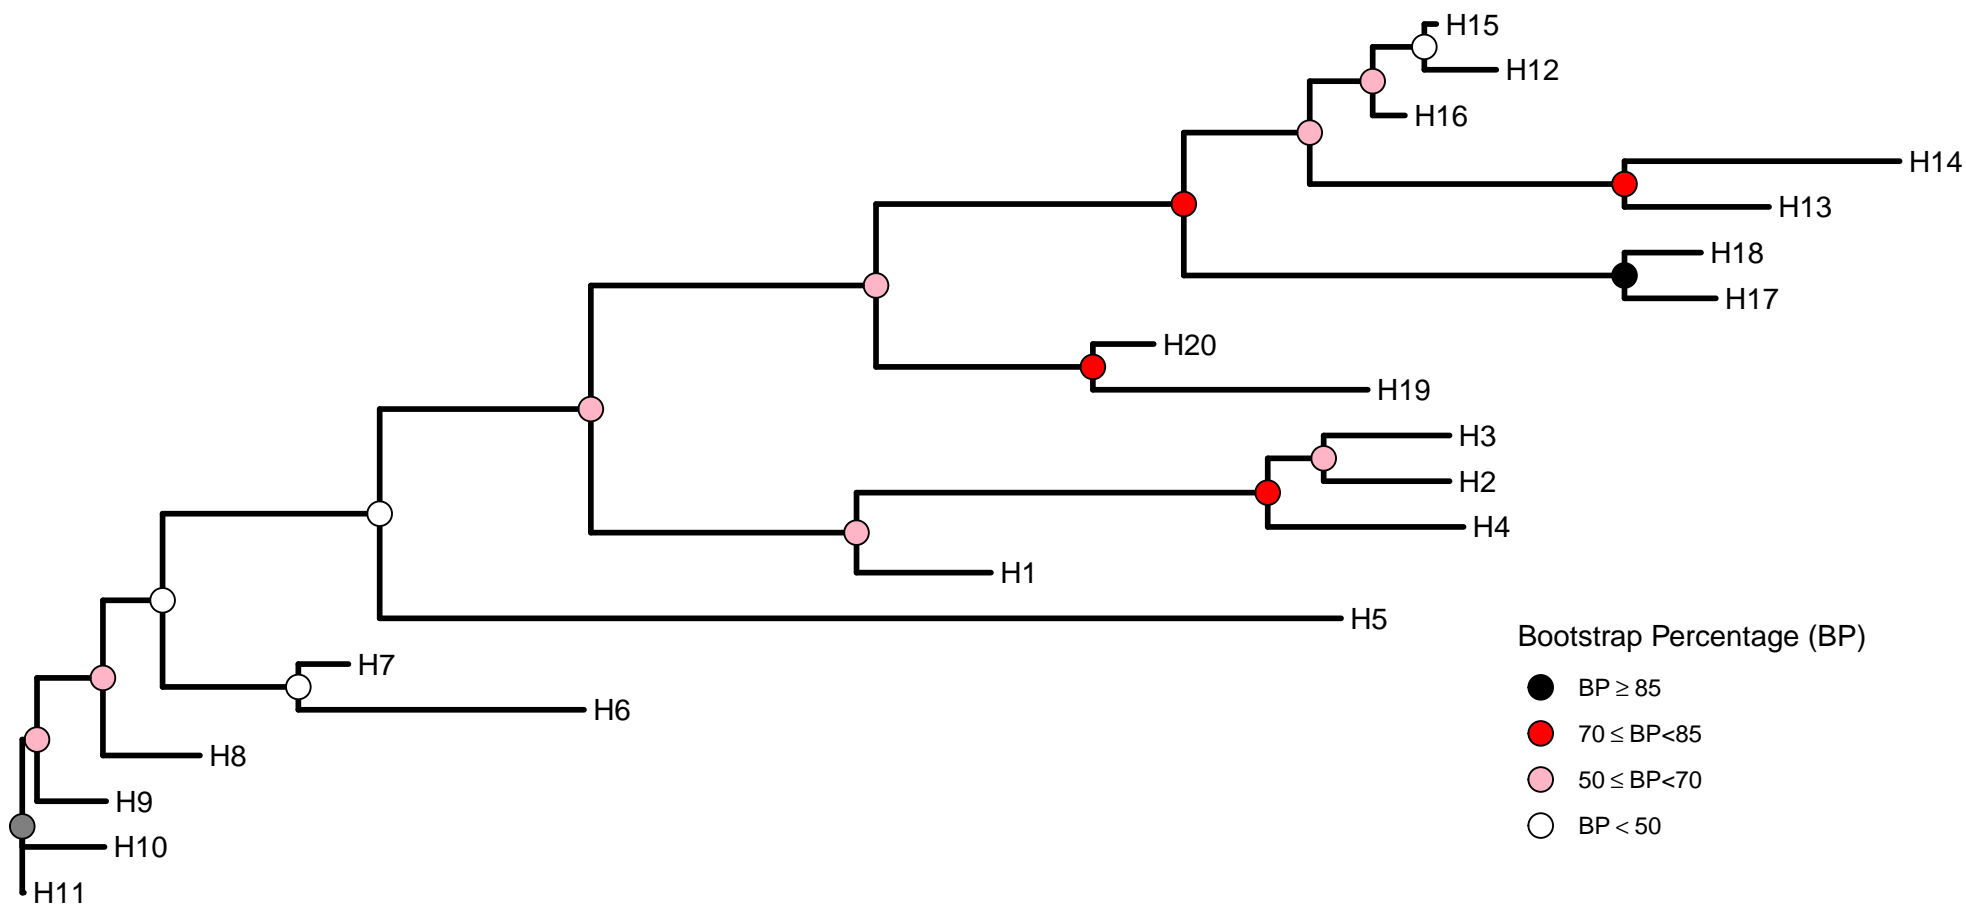 H15
H12
H16
H14
H13
H18
H17
H20
H19
H3
H2
H4
H1
H5
H7
H6
H8
H9
H10
H11
Bootstrap Percentage (BP)
BP ≥ 85
70 ≤ BP<85
50 ≤ BP<70
BP < 50